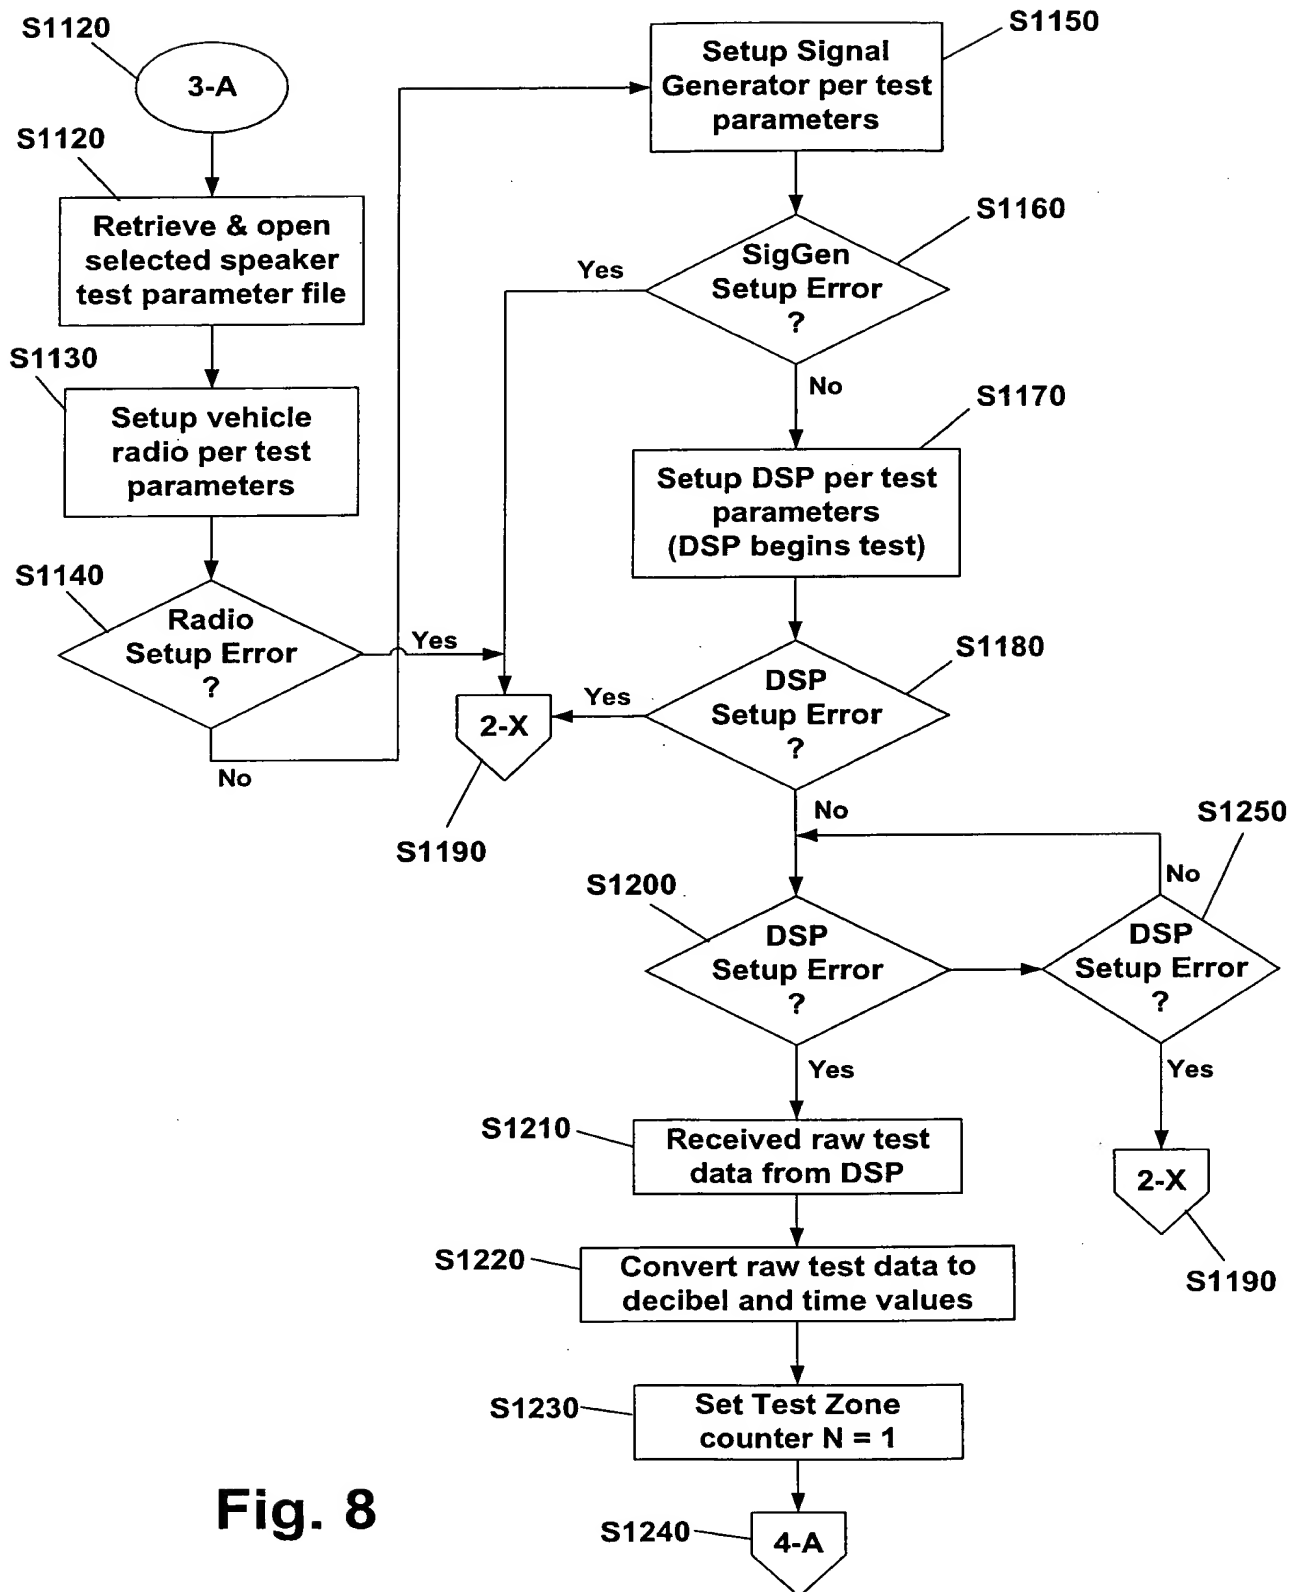 S1120
3-A
S1120
Retrieve & open
selected speaker
test parameter file
S1130
Setup vehicle
radio per test
parameters
S1140
Radio
Setup Error
?
Yes
No
S1150
Setup Signal
Generator per test
parameters
S1160
SigGen
Setup Error
?
Yes
No
S1170
Setup DSP per test
parameters
(DSP begins test)
S1180
DSP
Setup Error
?
Yes
No
2-X
S1190
S1200
DSP
Setup Error
?
Yes
S1250
DSP
Setup Error
?
No
Yes
2-X
S1190
S1210
Received raw test
data from DSP
S1220
Convert raw test data to
decibel and time values
S1230
Set Test Zone
counter N = 1
S1240
4-A
Fig. 8